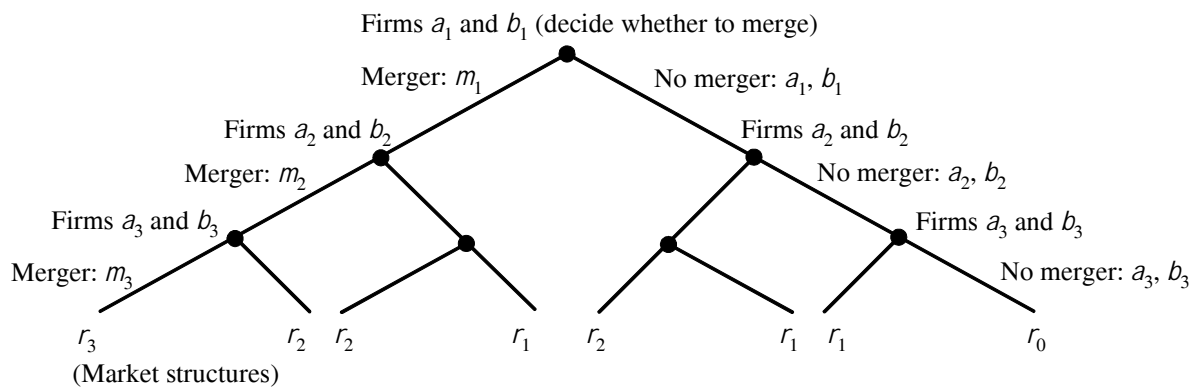 Firms a₁ and b₁ (decide whether to merge)
Merger: m₁
No merger: a₁, b₁
Firms a₂ and b₂
Firms a₂ and b₂
Merger: m₂
No merger: a₂, b₂
Firms a₃ and b₃
Firms a₃ and b₃
Merger: m₃
No merger: a₃, b₃
r₃ r₂ r₂ r₁ r₂ r₁ r₁ r₀
(Market structures)